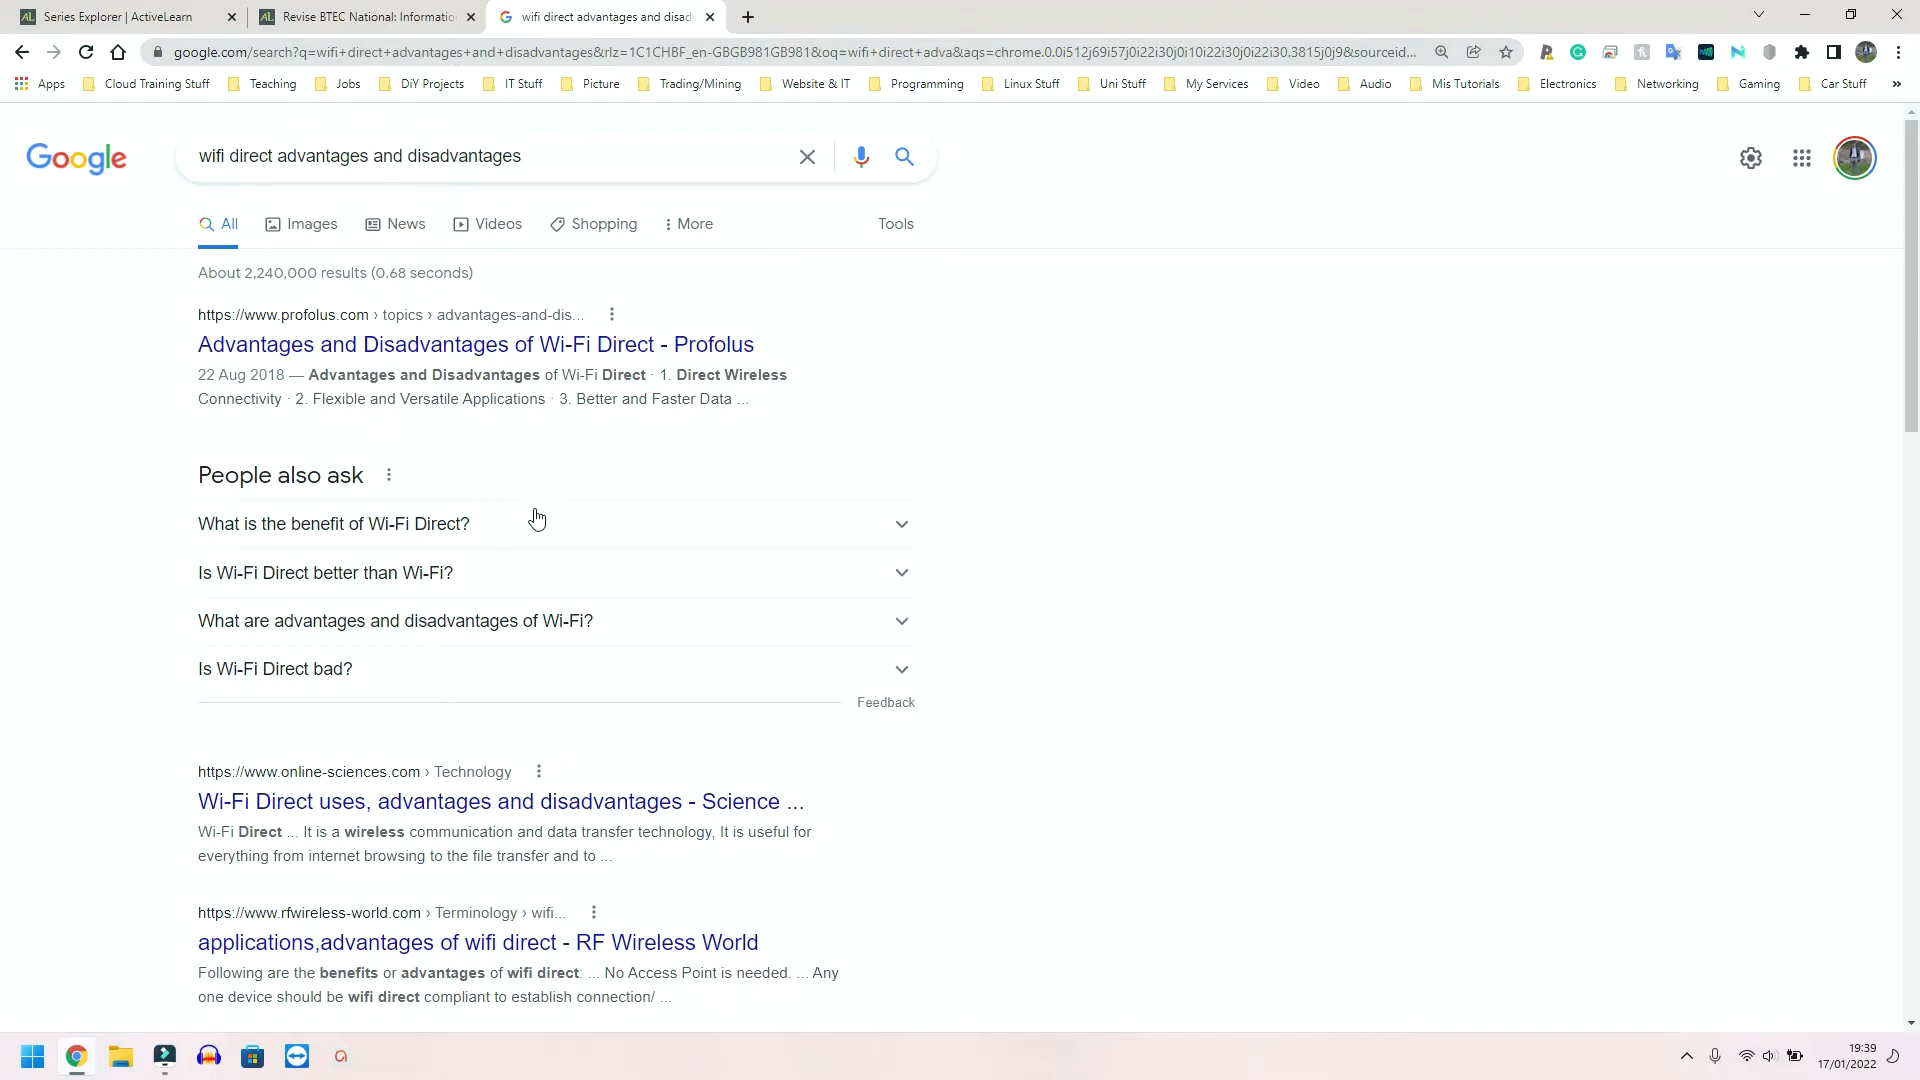 Series Explorer | ActiveLearn
Revise BTEC National: Informatio
wifi direct advantages and disad
google.com/search?q=wifi+direct+advantages+and+disadvantages&rlz=1C1CHBF_en-GBGB981GB981&oq=wifi+direct+adva&aqs=chrome.0.0i512j69i57j0i22i30j0i10i22i30j0i22i30.3815j0j9&sourceid...
Apps Cloud Training Stuff Teaching Jobs DiY Projects IT Stuff Picture Trading/Mining Website & IT Programming Linux Stuff Uni Stuff My Services Video Audio Mis Tutorials Electronics Networking Gaming Car Stuff »
Google
wifi direct advantages and disadvantages
All Images News Videos Shopping More Tools
About 2,240,000 results (0.68 seconds)
https://www.profolus.com › topics › advantages-and-dis...
Advantages and Disadvantages of Wi-Fi Direct - Profolus
22 Aug 2018 — Advantages and Disadvantages of Wi-Fi Direct · 1. Direct Wireless
Connectivity · 2. Flexible and Versatile Applications · 3. Better and Faster Data ...
People also ask
What is the benefit of Wi-Fi Direct?
Is Wi-Fi Direct better than Wi-Fi?
What are advantages and disadvantages of Wi-Fi?
Is Wi-Fi Direct bad?
Feedback
https://www.online-sciences.com › Technology
Wi-Fi Direct uses, advantages and disadvantages - Science ...
Wi-Fi Direct ... It is a wireless communication and data transfer technology, It is useful for
everything from internet browsing to the file transfer and to ...
https://www.rfwireless-world.com › Terminology › wifi...
applications,advantages of wifi direct - RF Wireless World
Following are the benefits or advantages of wifi direct: ... No Access Point is needed. ... Any
one device should be wifi direct compliant to establish connection/ ...
19:39
17/01/2022